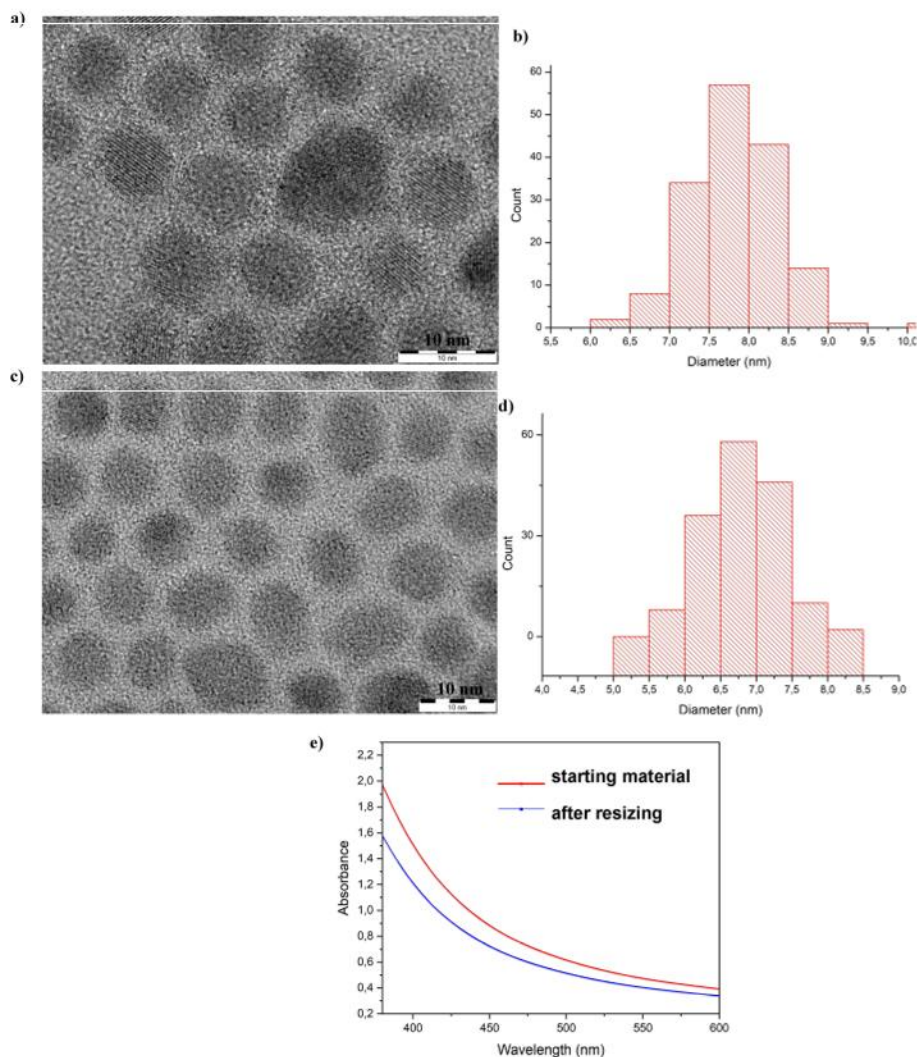 a)
10 nm
10 nm
b)
60
50
40
30
20
10
0
Count
5,5 6,0 6,5 7,0 7,5 8,0 8,5 9,0 9,5 10,0
Diameter (nm)
c)
10 nm
10 nm
d)
60
30
0
Count
4,0 4,5 5,0 5,5 6,0 6,5 7,0 7,5 8,0 8,5 9,0
Diameter (nm)
e)
2,2
2,0
1,8
1,6
1,4
1,2
1,0
0,8
0,6
0,4
0,2
Absorbance
starting material
after resizing
400 450 500 550 600
Wavelength (nm)